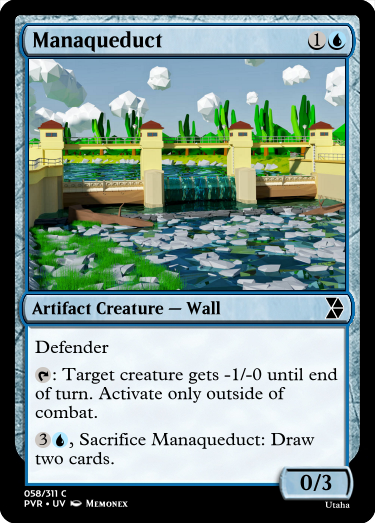 Manaqueduct 1
Artifact Creature — Wall
Defender
: Target creature gets -1/-0 until end
of turn. Activate only outside of
combat.
3, Sacrifice Manaqueduct: Draw
two cards.
0/3
058/311 C
PVR • UV Memonex
Utaha